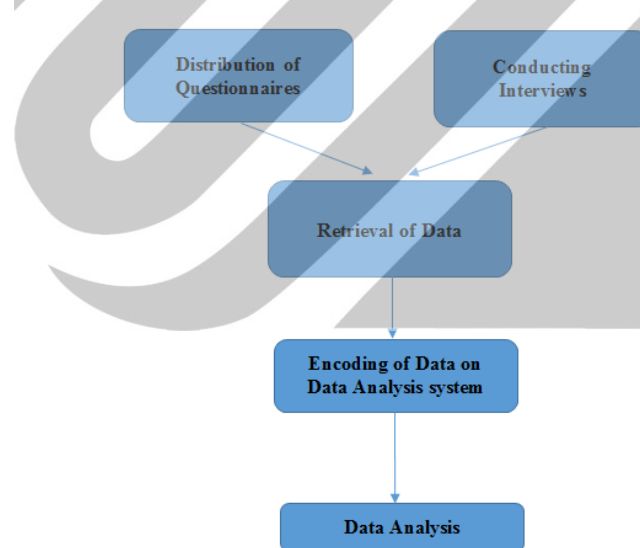 Distribution of
Questionnaires
Conducting
Interviews
Retrieval of Data
Encoding of Data on
Data Analysis system
Data Analysis